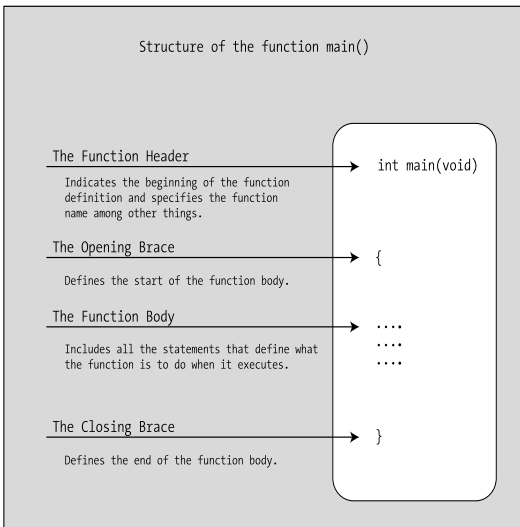 Structure of the function main()
The Function Header
int main(void)
Indicates the beginning of the function
definition and specifies the function
name among other things.
The Opening Brace
{
Defines the start of the function body.
The Function Body
....
Includes all the statements that define what
....
the function is to do when it executes.
....
The Closing Brace
}
Defines the end of the function body.